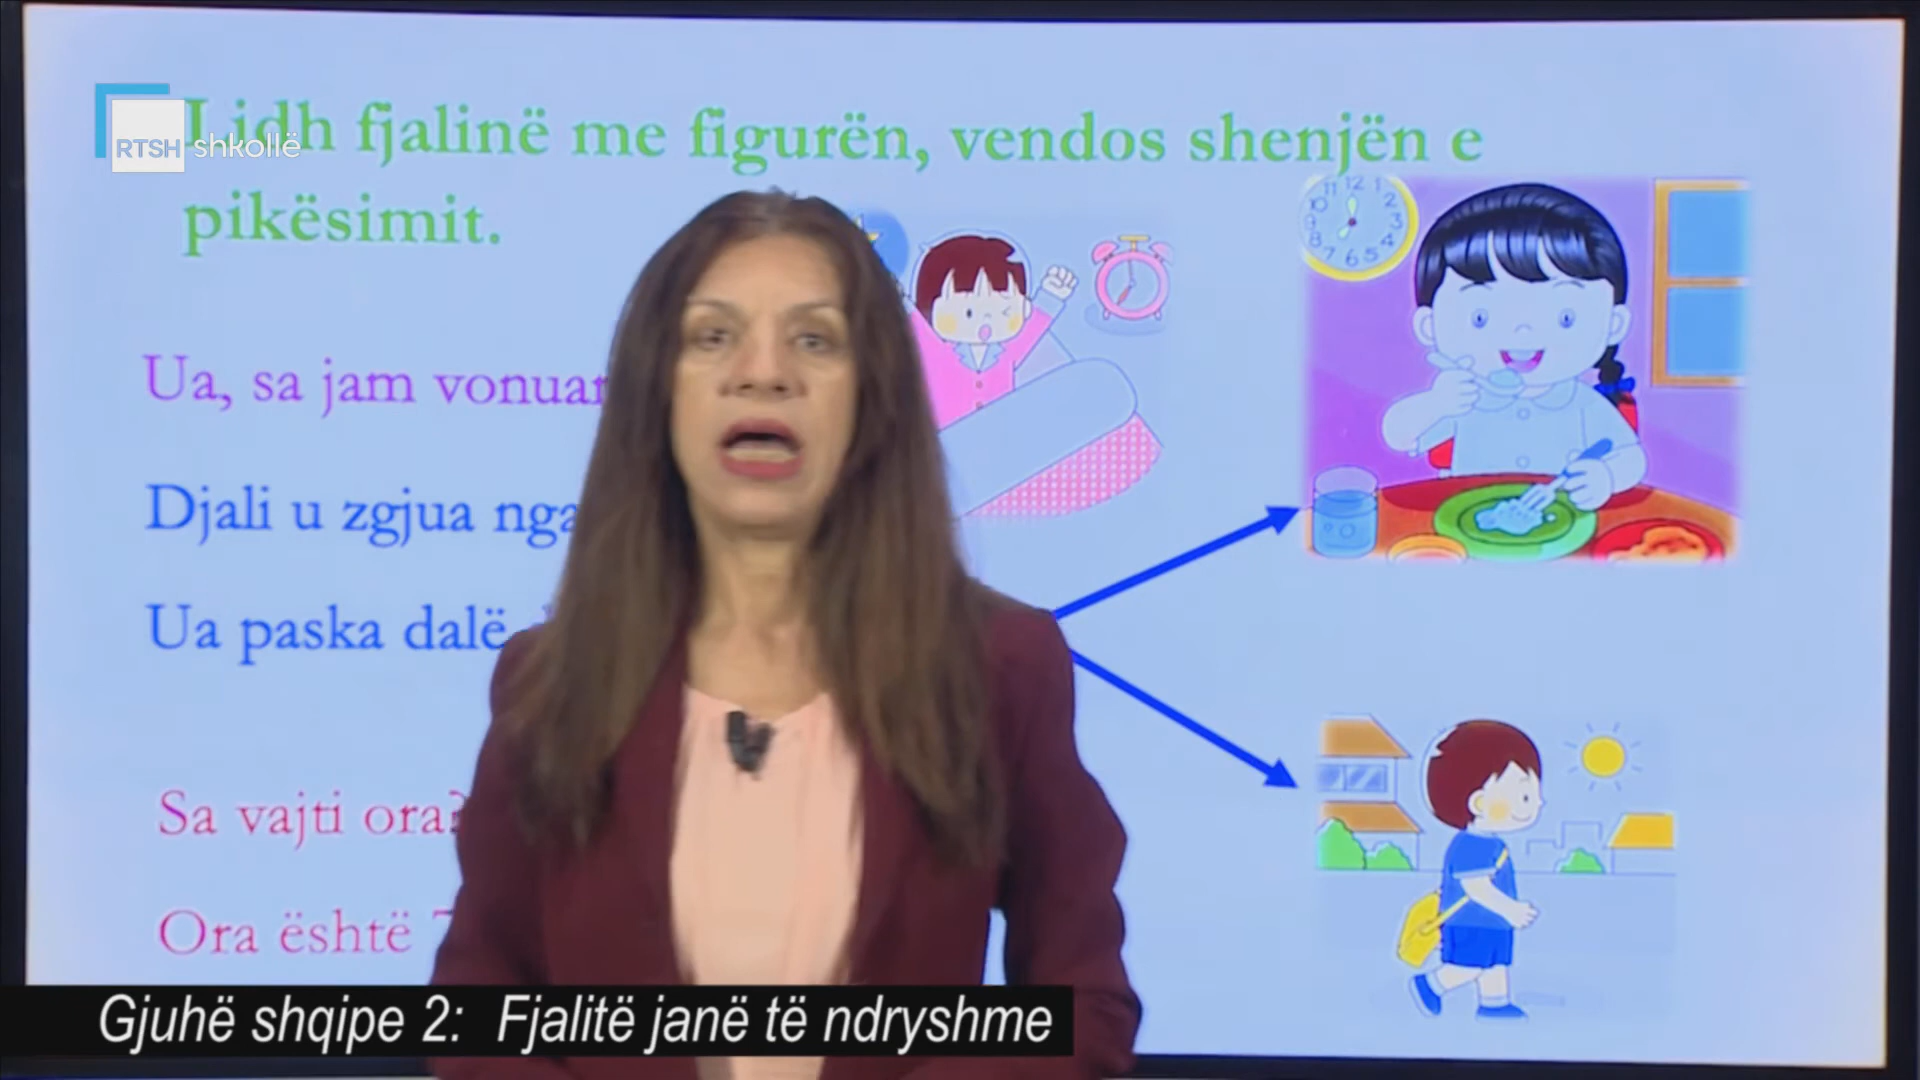 RTSH shkollë
Lidh fjalinë me figurën, vendos shenjën e
pikësimit.
Ua, sa jam
Djali u zgjua nga
Ua paska dalë
Sa vajti ora?
Ora është 7
Gjuhë shqipe 2: Fjalitë janë të ndryshme